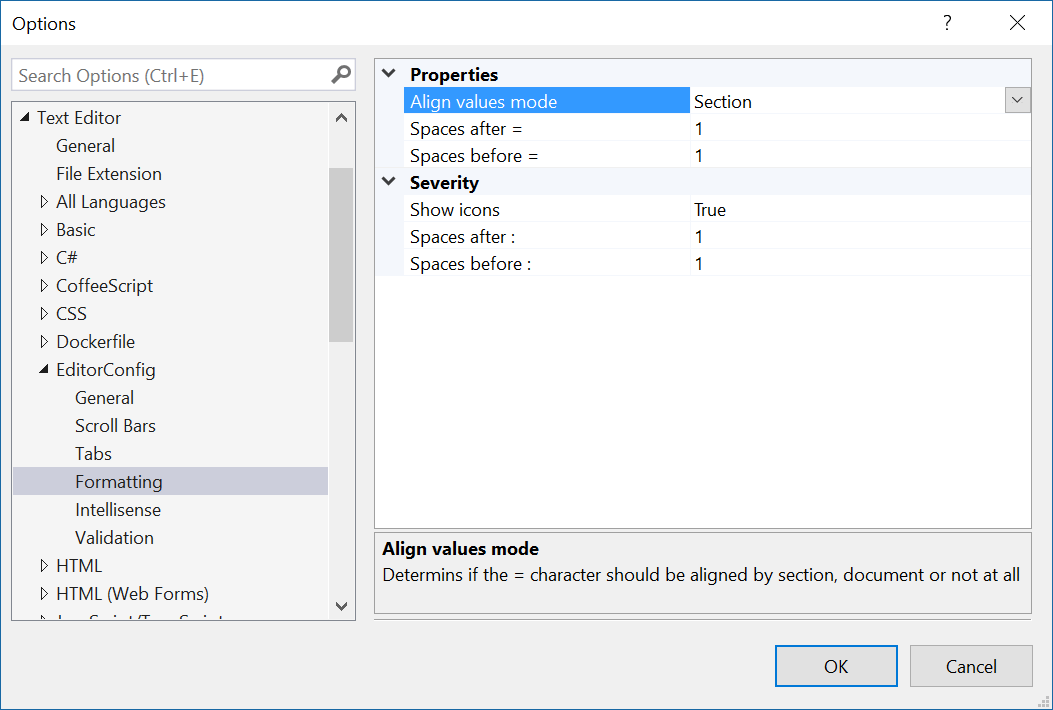 Options
?
Search Options (Ctrl+E)
Text Editor
General
File Extension
All Languages
Basic
C#
CoffeeScript
CSS
Dockerfile
EditorConfig
General
Scroll Bars
Tabs
Formatting
Intellisense
Validation
HTML
HTML (Web Forms)
Properties
Align values mode Section
Spaces after = 1
Spaces before = 1
Severity
Show icons True
Spaces after : 1
Spaces before : 1
Align values mode
Determins if the = character should be aligned by section, document or not at all
OK Cancel